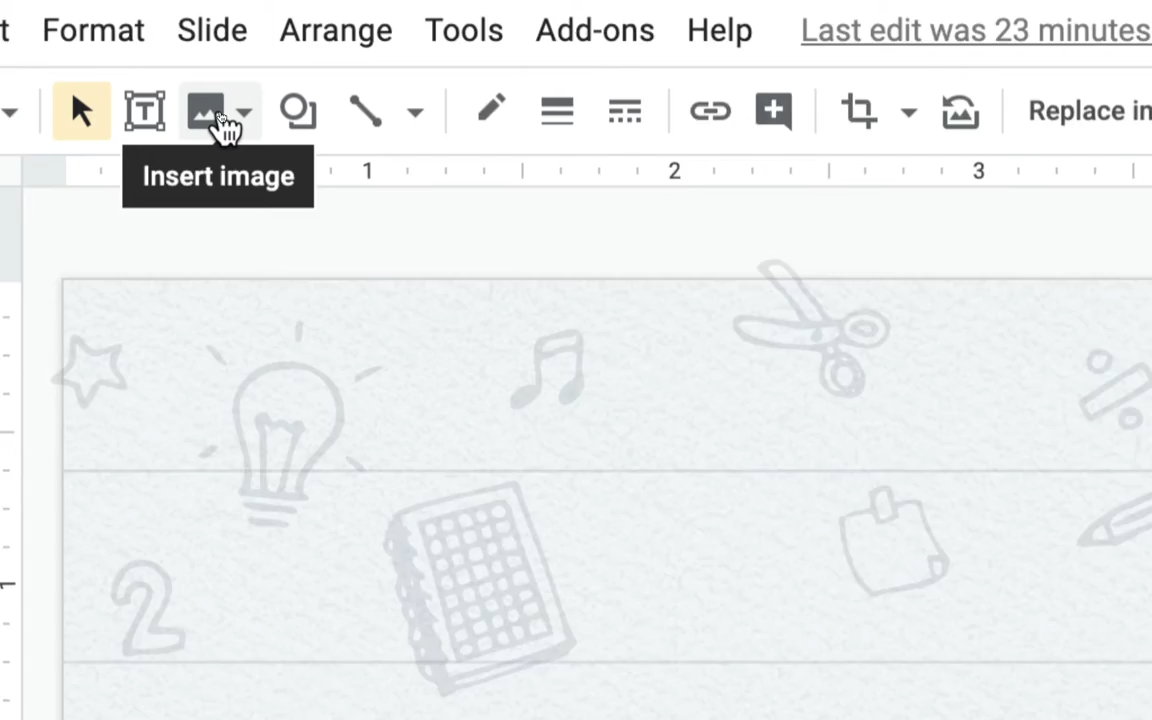 Format Slide Arrange Tools Add-ons Help Last edit was 23 minutes
T Replace in
Insert image
1 2 3
1
2